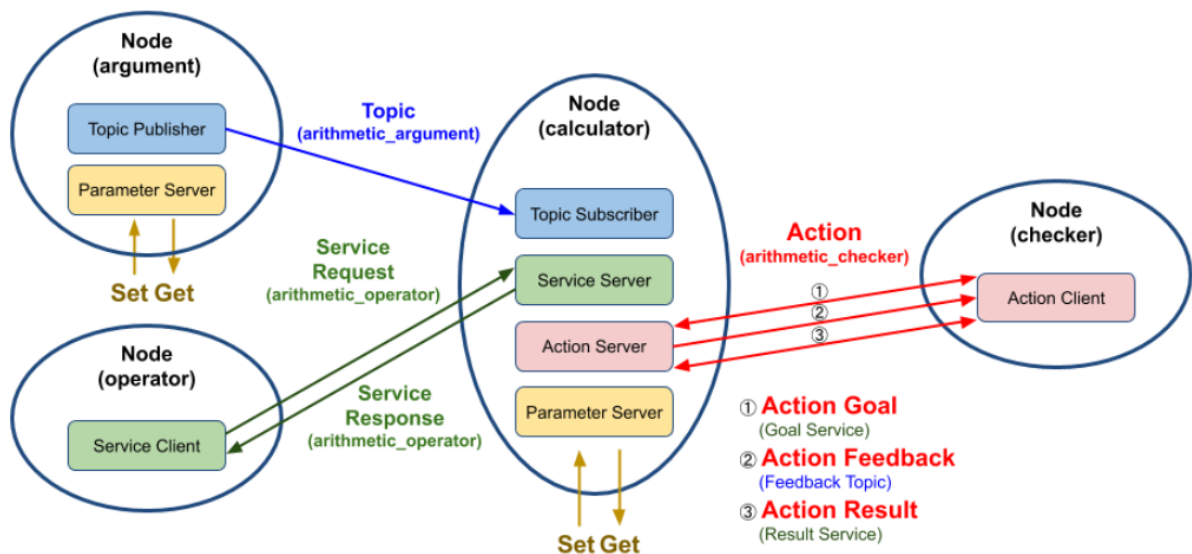 Node
(argument)
Topic Publisher
Parameter Server
Set Get
Topic
(arithmetic_argument)
Service
Request
(arithmetic_operator)
Node
(operator)
Service Client
Service
Response
(arithmetic_operator)
Node
(calculator)
Topic Subscriber
Service Server
Action Server
Parameter Server
Set Get
Action
(arithmetic_checker)
①
②
③
Node
(checker)
Action Client
① Action Goal
(Goal Service)
② Action Feedback
(Feedback Topic)
③ Action Result
(Result Service)